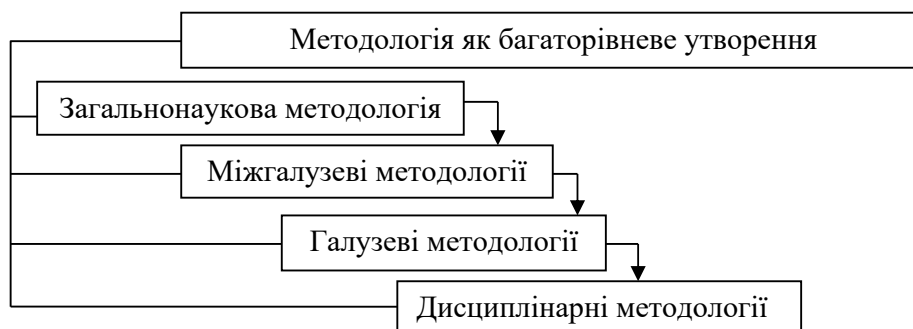 Методологія як багаторівневе утворення
Загальнонаукова методологія
Міжгалузеві методології
Галузеві методології
Дисциплінарні методології